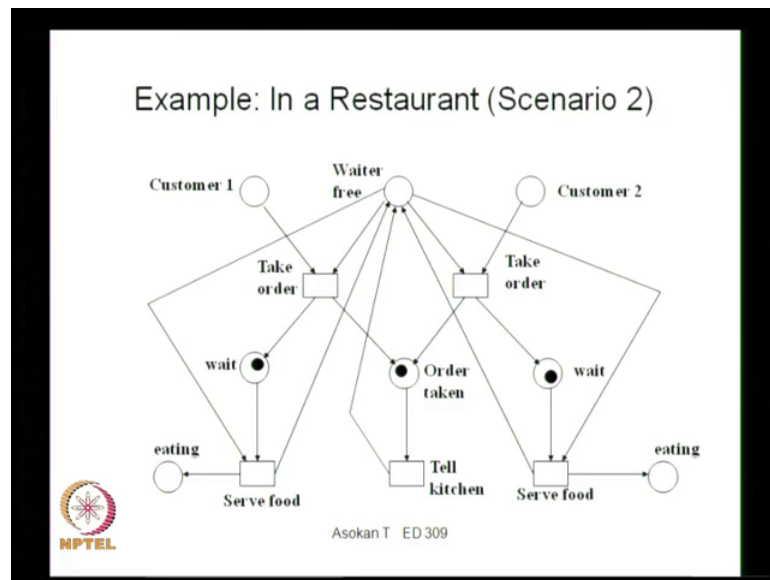 Example: In a Restaurant (Scenario 2)
Customer 1
Waiter
free
Customer 2
Take
order
Take
order
wait
Order
taken
wait
eating
eating
Serve food
Tell
kitchen
Serve food
NPTEL
Asokan T ED 309